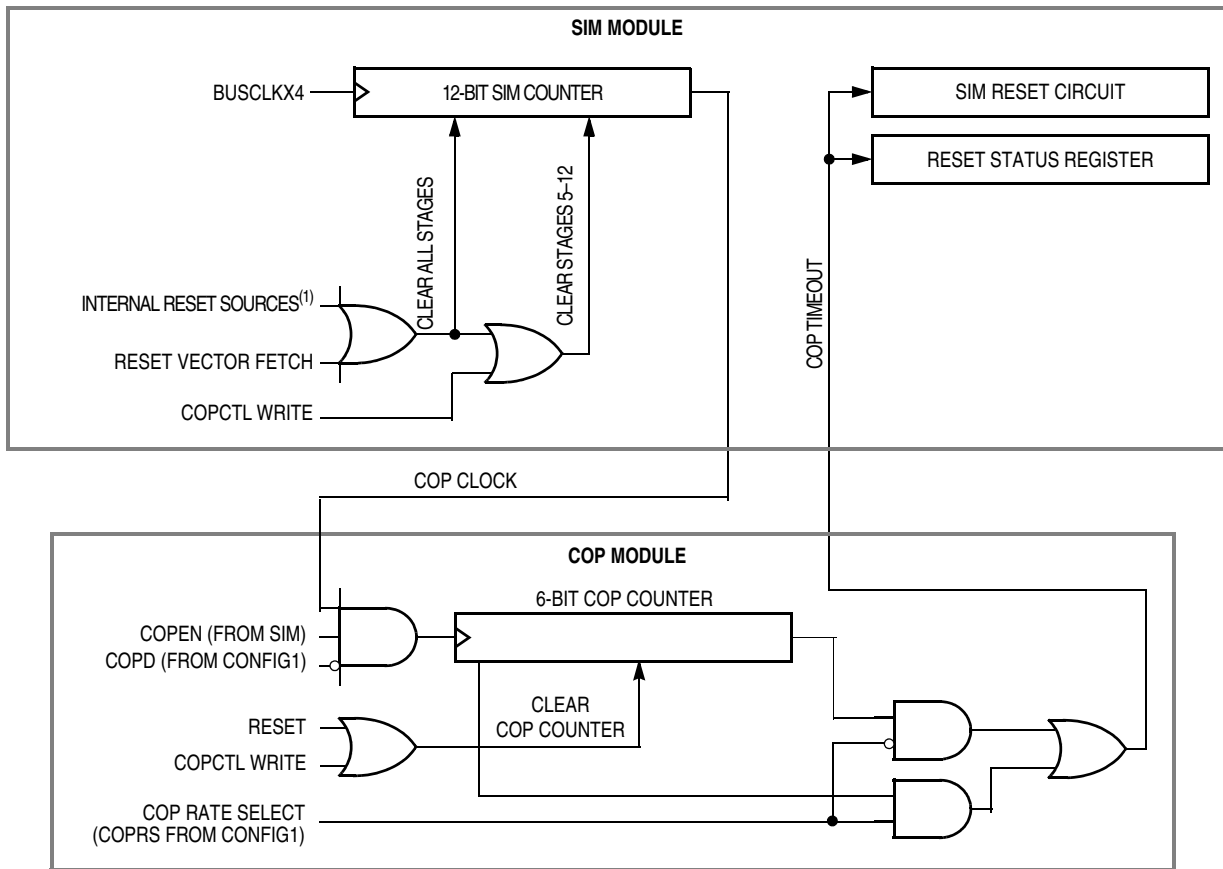 SIM MODULE
BUSCLKX4
12-BIT SIM COUNTER
SIM RESET CIRCUIT
RESET STATUS REGISTER
CLEAR ALL STAGES
CLEAR STAGES 5–12
COP TIMEOUT
INTERNAL RESET SOURCES(1)
RESET VECTOR FETCH
COPCTL WRITE
COP CLOCK
COP MODULE
6-BIT COP COUNTER
COPEN (FROM SIM)
COPD (FROM CONFIG1)
CLEAR
COP COUNTER
RESET
COPCTL WRITE
COP RATE SELECT
(COPRS FROM CONFIG1)